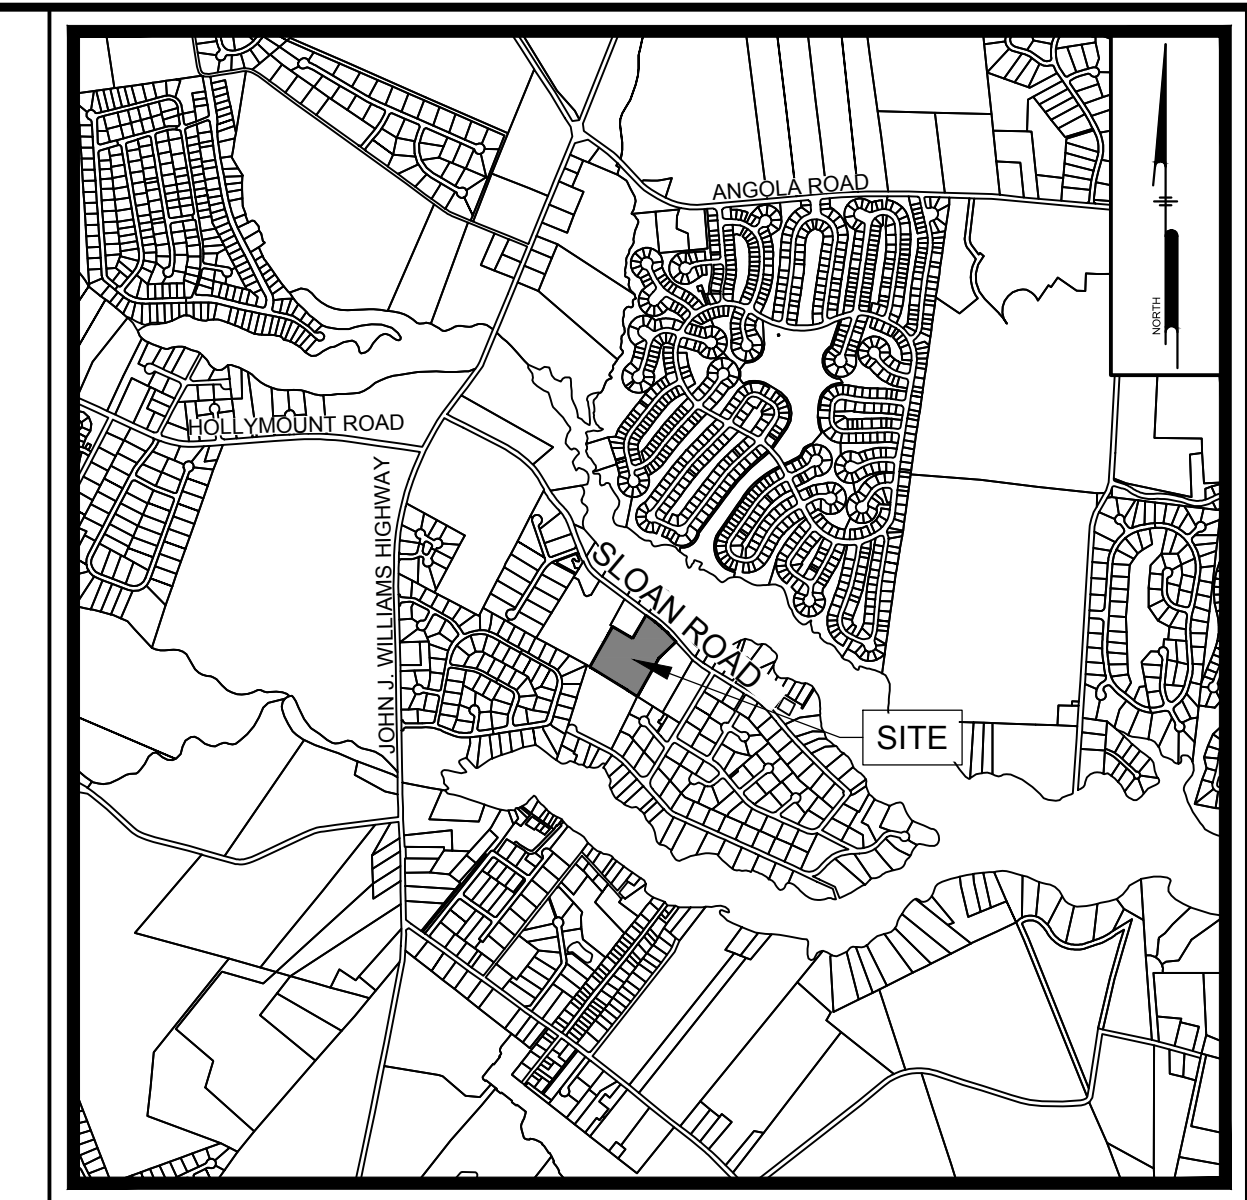 ANGOLA ROAD
NORTH
HOLLYMOUNT ROAD
JOHN J. WILLIAMS HIGHWAY
SLOAN ROAD
SITE